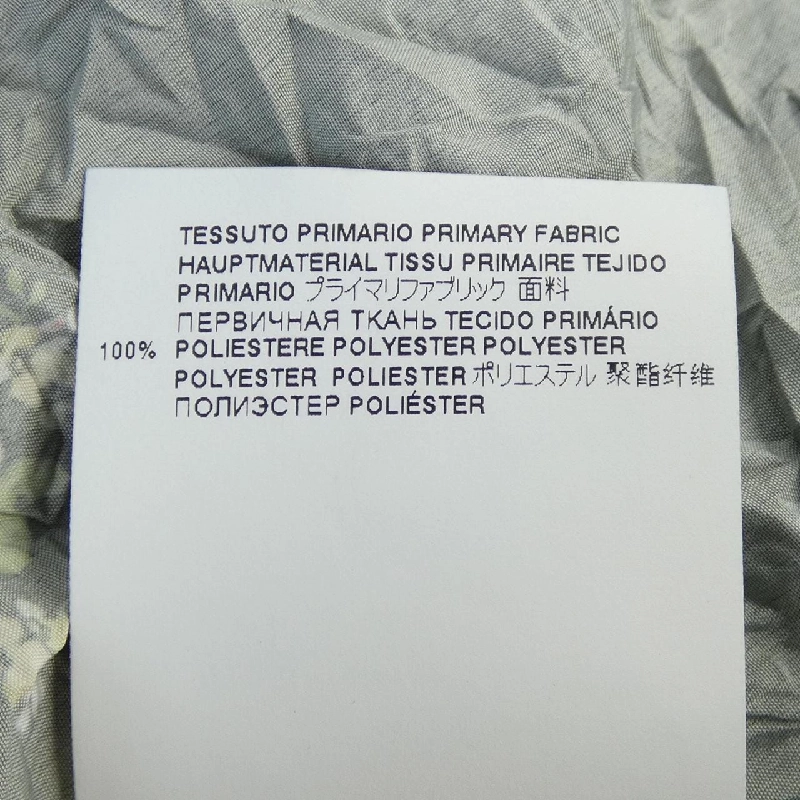 TESSUTO PRIMARIO PRIMARY FABRIC
HAUPTMATERIAL TISSU PRIMAIRE TEJIDO
PRIMARIO プライマリファブリック 面料
ПЕРВИЧНАЯ ТКАНЬ TECIDO PRIMÁRIO
100% POLIESTERE POLYESTER POLYESTER
POLYESTER POLIESTER ポリエステル 聚酯纤维
ПОЛИЭСТЕР POLIÉSTER